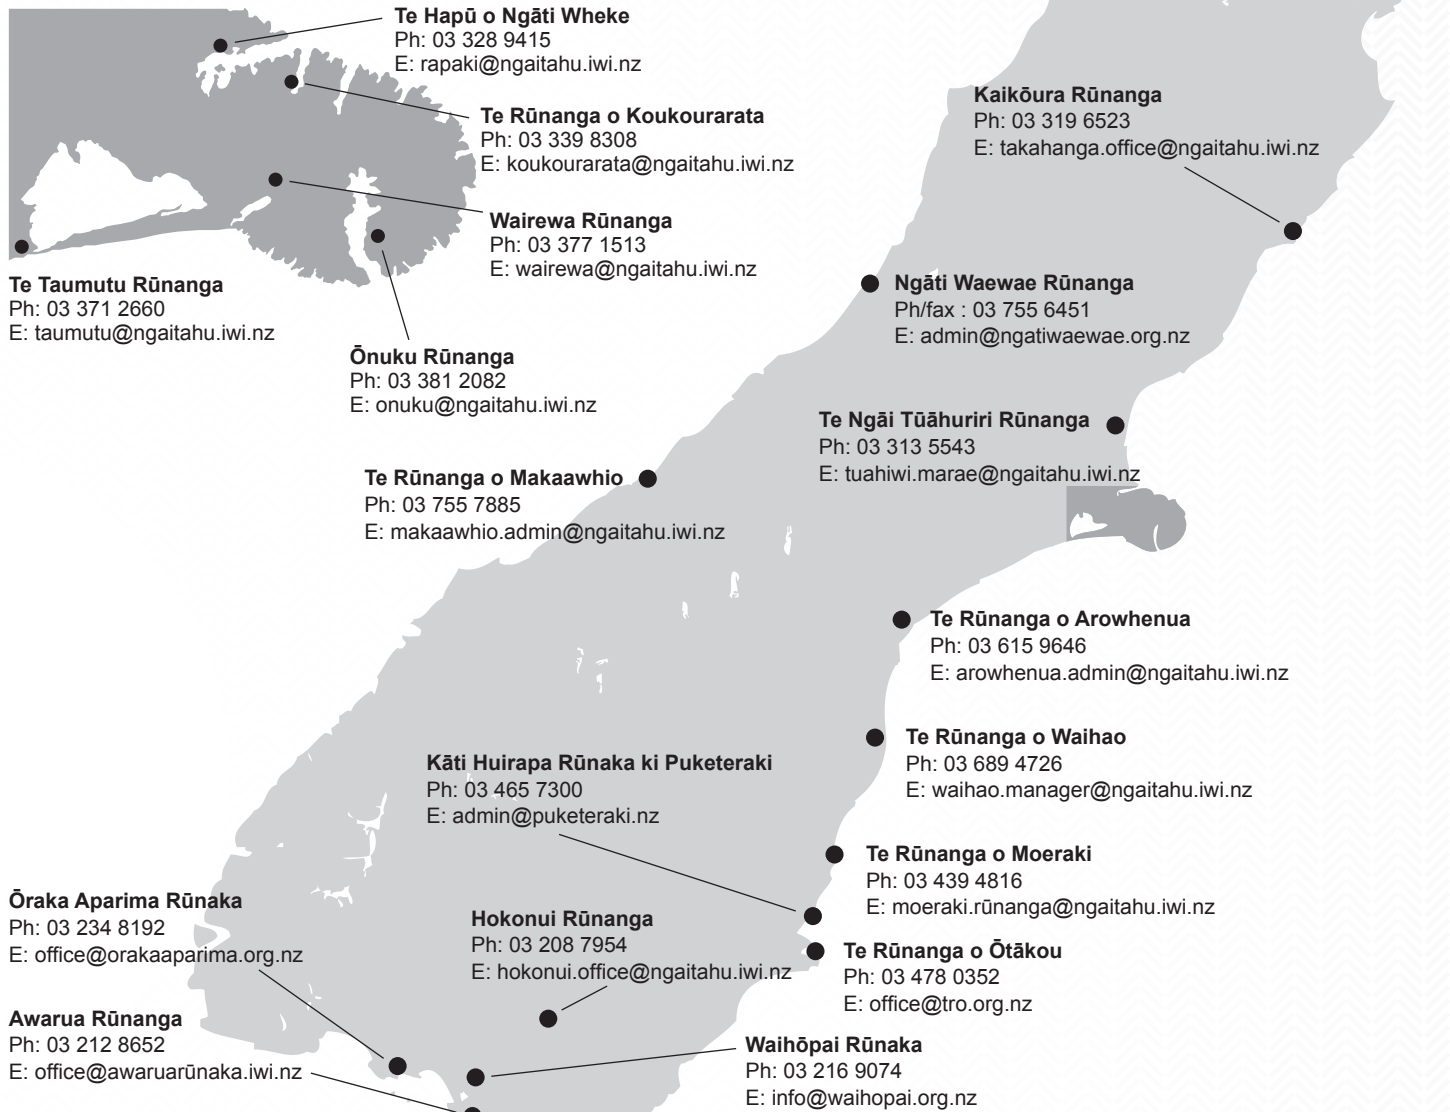 Te Hapū o Ngāti Wheke
Ph: 03 328 9415
E: rapaki@ngaitahu.iwi.nz
Te Rūnanga o Koukourarata
Ph: 03 339 8308
E: koukourarata@ngaitahu.iwi.nz
Wairewa Rūnanga
Ph: 03 377 1513
E: wairewa@ngaitahu.iwi.nz
Te Taumutu Rūnanga
Ph: 03 371 2660
E: taumutu@ngaitahu.iwi.nz
Ōnuku Rūnanga
Ph: 03 381 2082
E: onuku@ngaitahu.iwi.nz
Kaikōura Rūnanga
Ph: 03 319 6523
E: takahanga.office@ngaitahu.iwi.nz
Ngāti Waewae Rūnanga
Ph/fax : 03 755 6451
E: admin@ngatiwaewae.org.nz
Te Ngāi Tūāhuriri Rūnanga
Ph: 03 313 5543
E: tuahiwi.marae@ngaitahu.iwi.nz
Te Rūnanga o Makaawhio
Ph: 03 755 7885
E: makaawhio.admin@ngaitahu.iwi.nz
Te Rūnanga o Arowhenua
Ph: 03 615 9646
E: arowhenua.admin@ngaitahu.iwi.nz
Te Rūnanga o Waihao
Ph: 03 689 4726
E: waihao.manager@ngaitahu.iwi.nz
Kāti Huirapa Rūnaka ki Puketeraki
Ph: 03 465 7300
E: admin@puketeraki.nz
Te Rūnanga o Moeraki
Ph: 03 439 4816
E: moeraki.rūnanga@ngaitahu.iwi.nz
Ōraka Aparima Rūnaka
Ph: 03 234 8192
E: office@orakaaparima.org.nz
Hokonui Rūnanga
Ph: 03 208 7954
E: hokonui.office@ngaitahu.iwi.nz
Te Rūnanga o Ōtākou
Ph: 03 478 0352
E: office@tro.org.nz
Awarua Rūnanga
Ph: 03 212 8652
E: office@awaruarūnaka.iwi.nz
Waihōpai Rūnaka
Ph: 03 216 9074
E: info@waihopai.org.nz